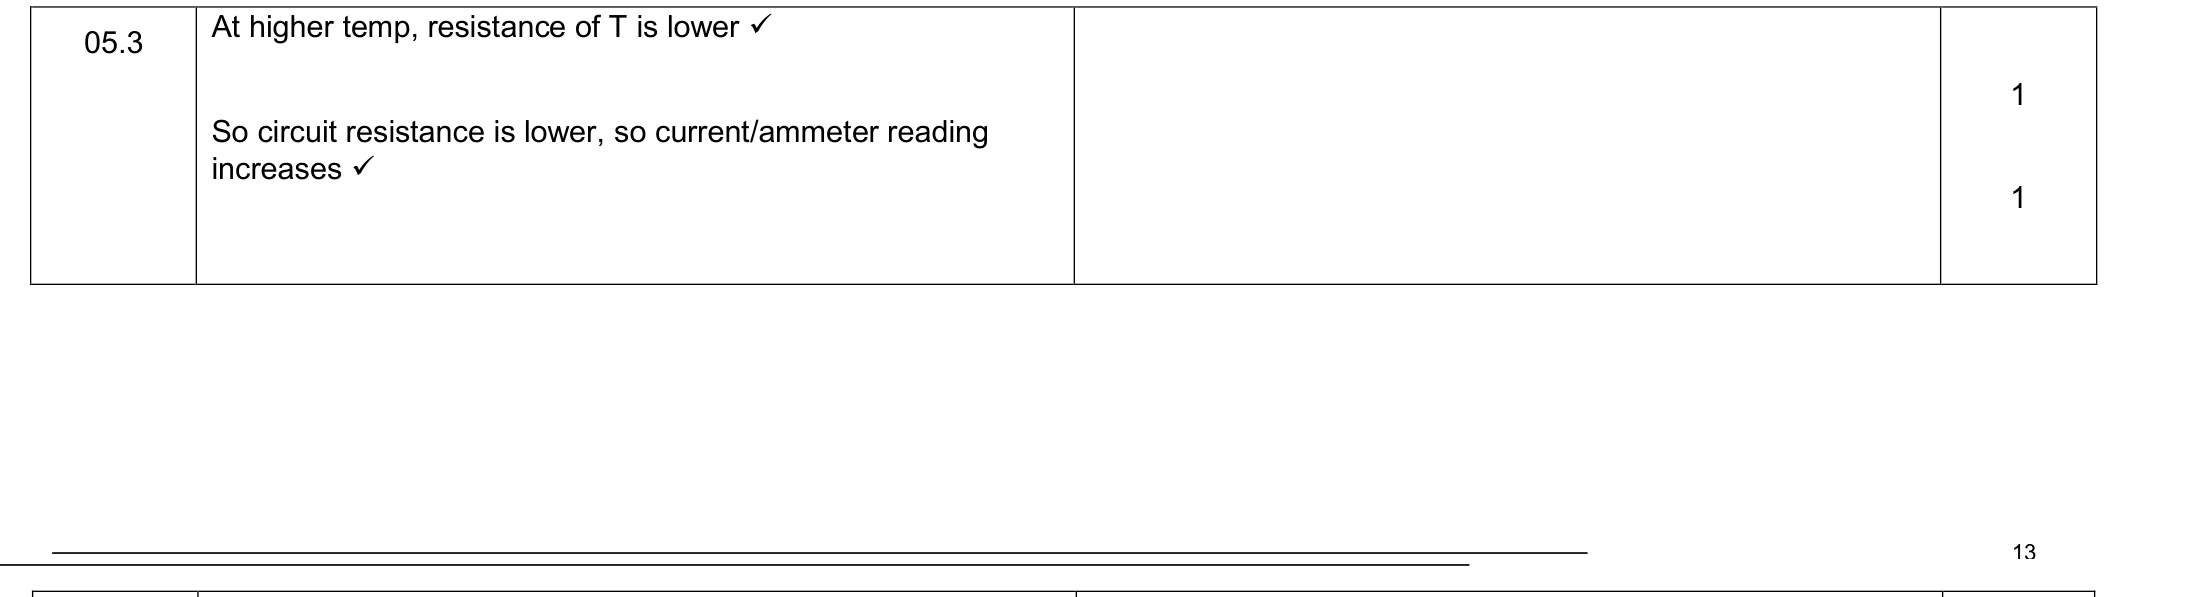 05.3
At higher temp, resistance of T is lower ✓
So circuit resistance is lower, so current/ammeter reading
increases ✓
1
1
13